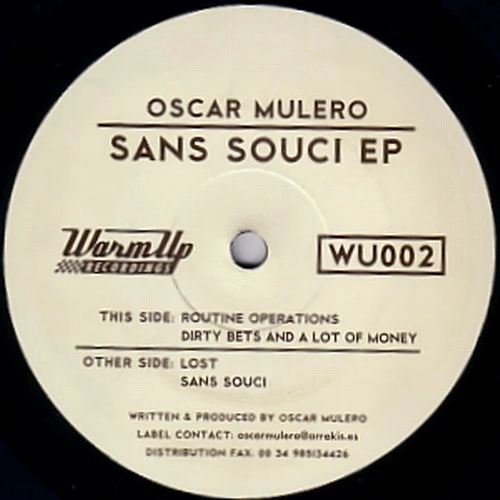 OSCAR MULERO
SANS SOUCI EP
WarmUp
RECORDINGS
WU002
THIS SIDE: ROUTINE OPERATIONS
DIRTY BETS AND A LOT OF MONEY
OTHER SIDE: LOST
SANS SOUCI
WRITTEN & PRODUCED BY OSCAR MULERO
LABEL CONTACT: oscarmulero@arrakis.es
DISTRIBUTION FAX. 00 34 985134426